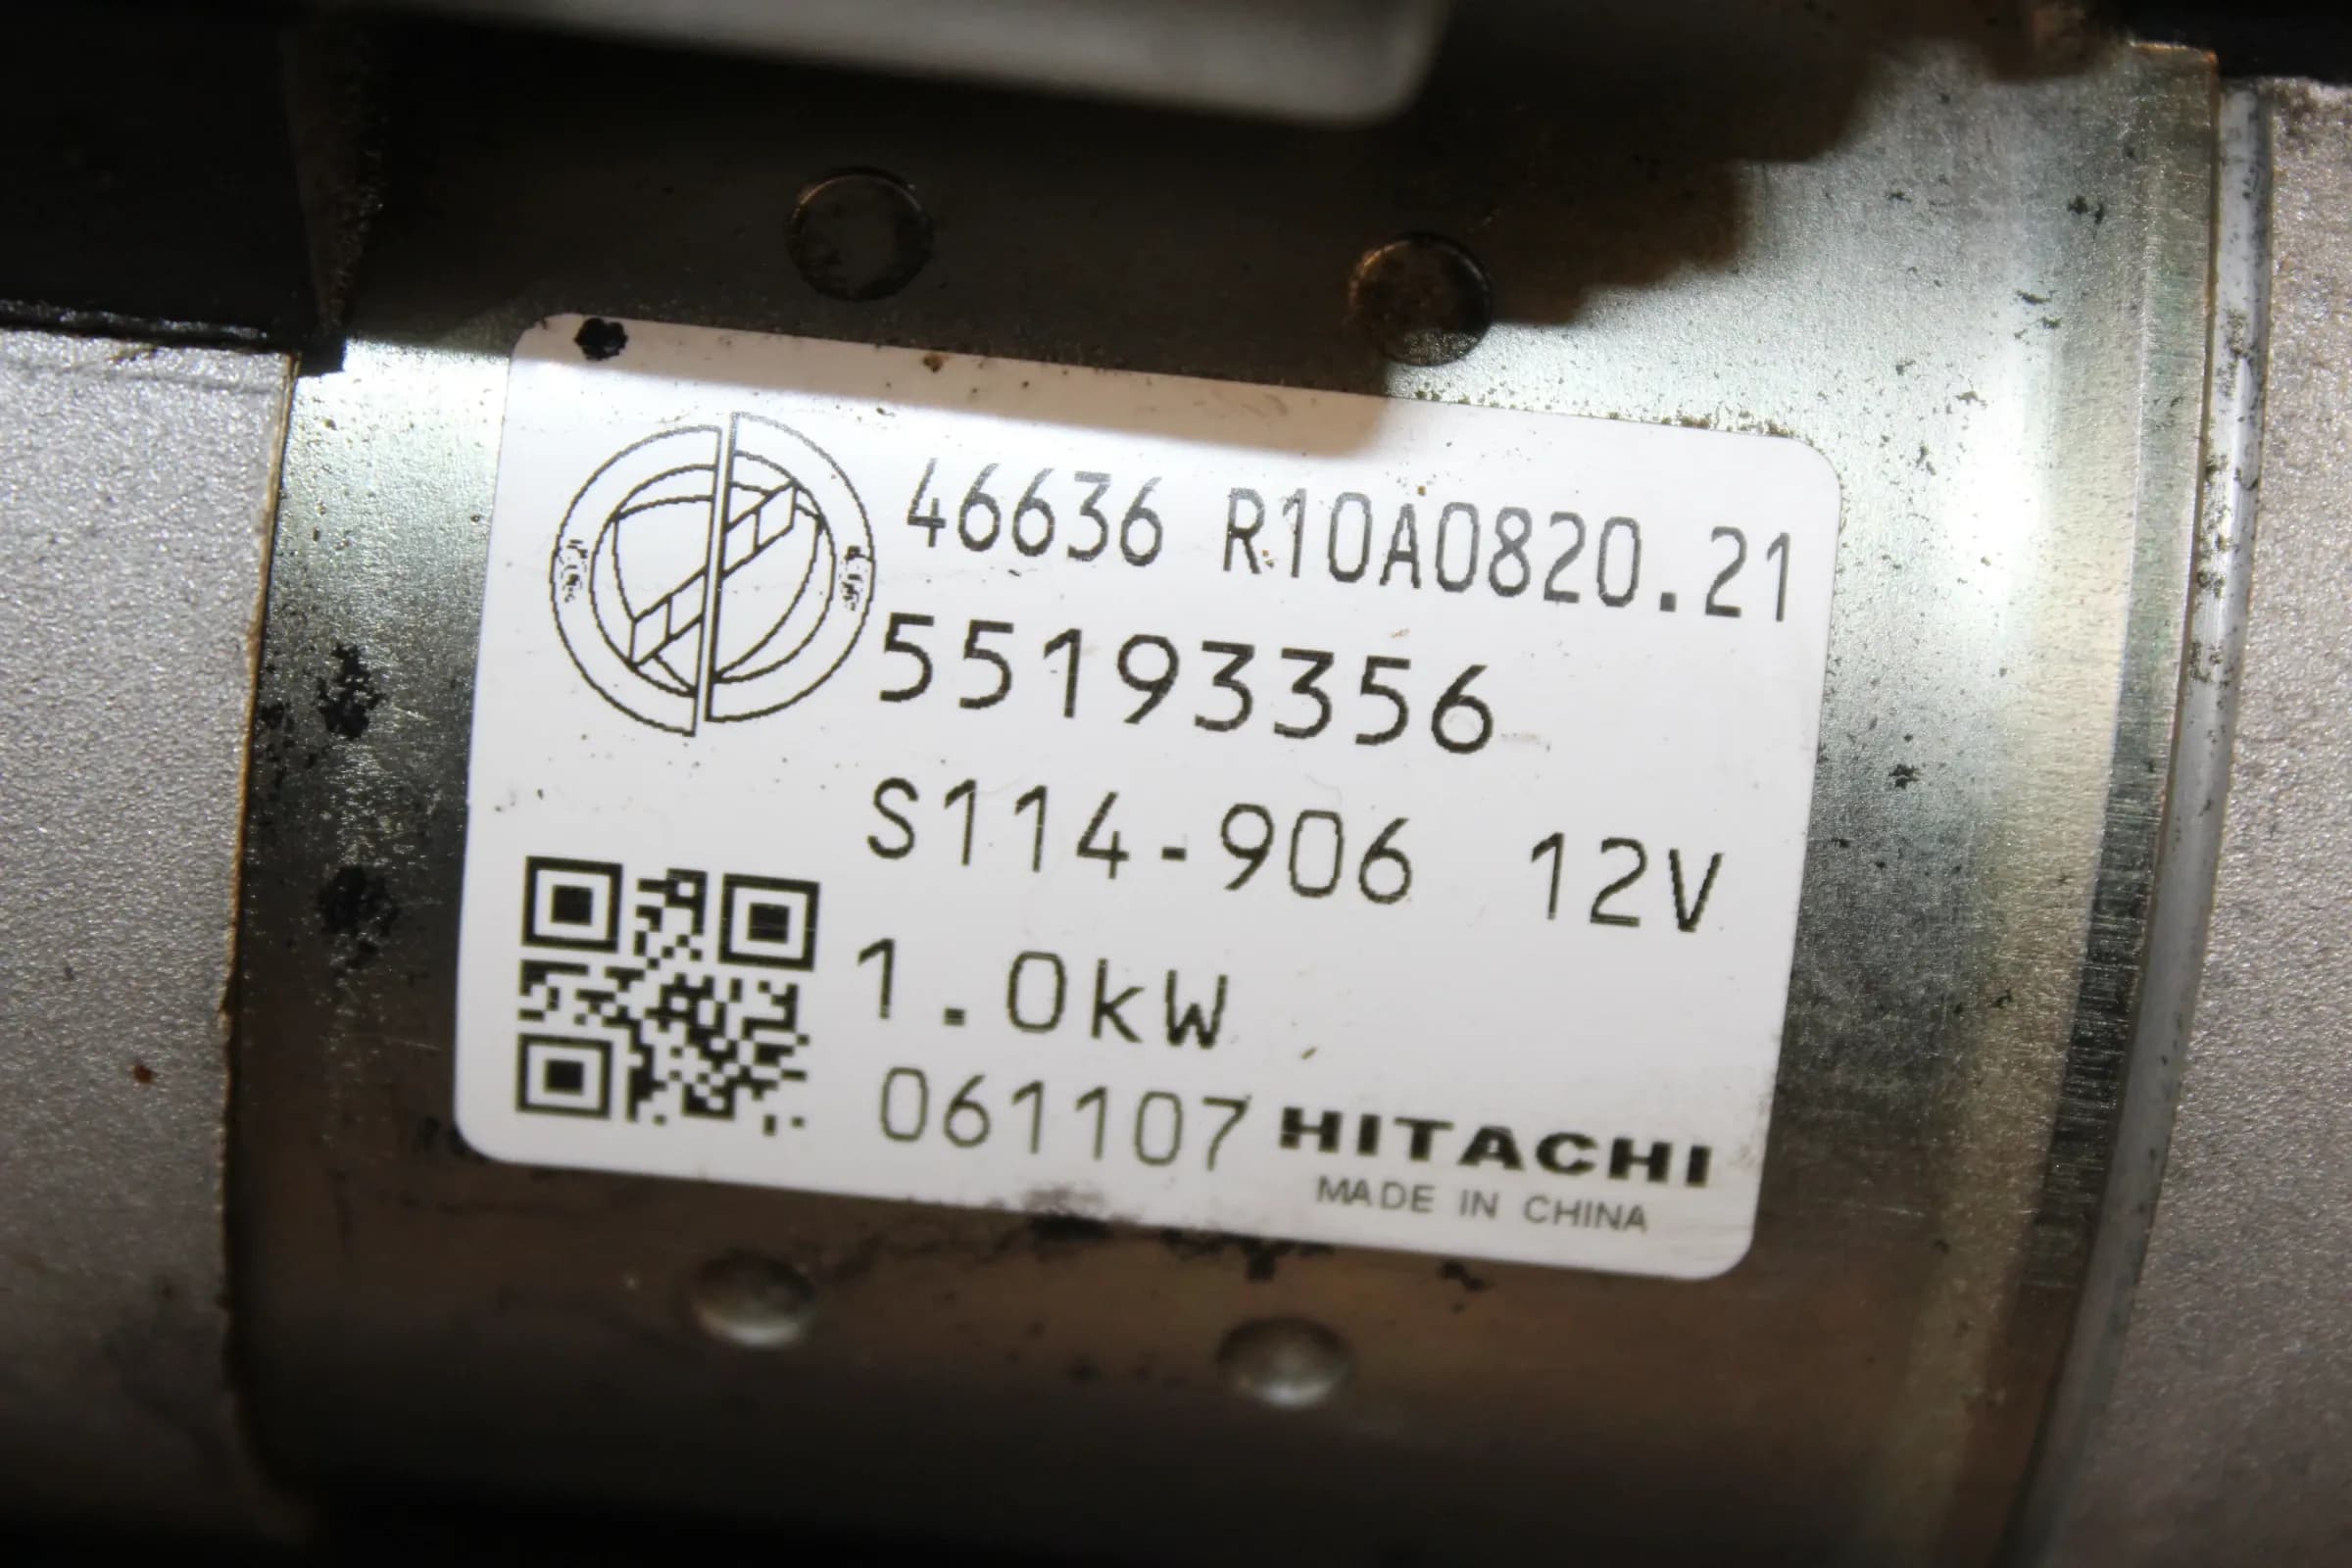 46636 R10A0820.21
55193356
S114-906 12V
1.0kW
061107 HITACHI
MADE IN CHINA